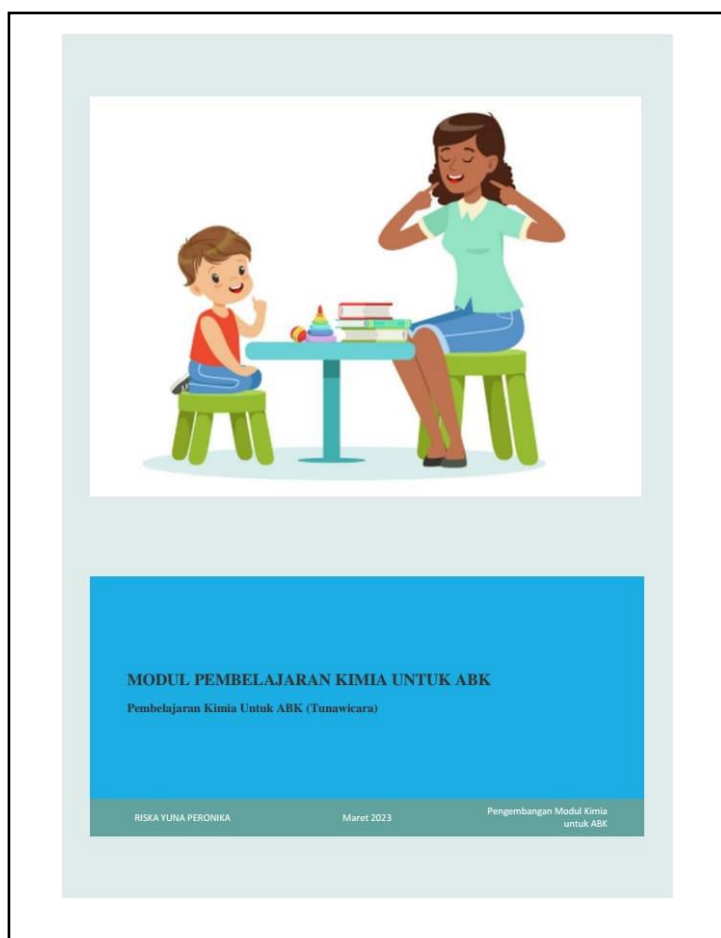 MODUL PEMBELAJARAN KIMIA UNTUK ABK
Pembelajaran Kimia Untuk ABK (Tunawicara)
RISKA YUNA PERONIKA
Maret 2023
Pengembangan Modul Kimia
untuk ABK